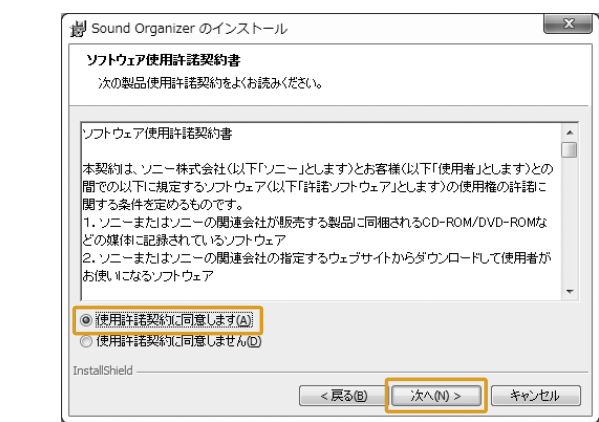 Sound Organizer のインストール
ソフトウェア使用許諾契約書
次の製品使用許諾契約をよくお読みください。
ソフトウェア使用許諾契約書
本契約は、ソニー株式会社(以下「ソニー」とします)とお客様(以下「使用者」とします)との
間での以下に規定するソフトウェア(以下「許諾ソフトウェア」とします)の使用権の許諾に
関する条件を定めるものです。
1. ソニーまたはソニーの関連会社が販売する製品に同梱されるCD-ROM/DVD-ROMな
どの媒体に記録されているソフトウェア
2. ソニーまたはソニーの関連会社の指定するウェブサイトからダウンロードして使用者が
お使いになるソフトウェア
使用許諾契約に同意します(A)
使用許諾契約に同意しません(D)
InstallShield
< 戻る(B) 次へ(N) > キャンセル